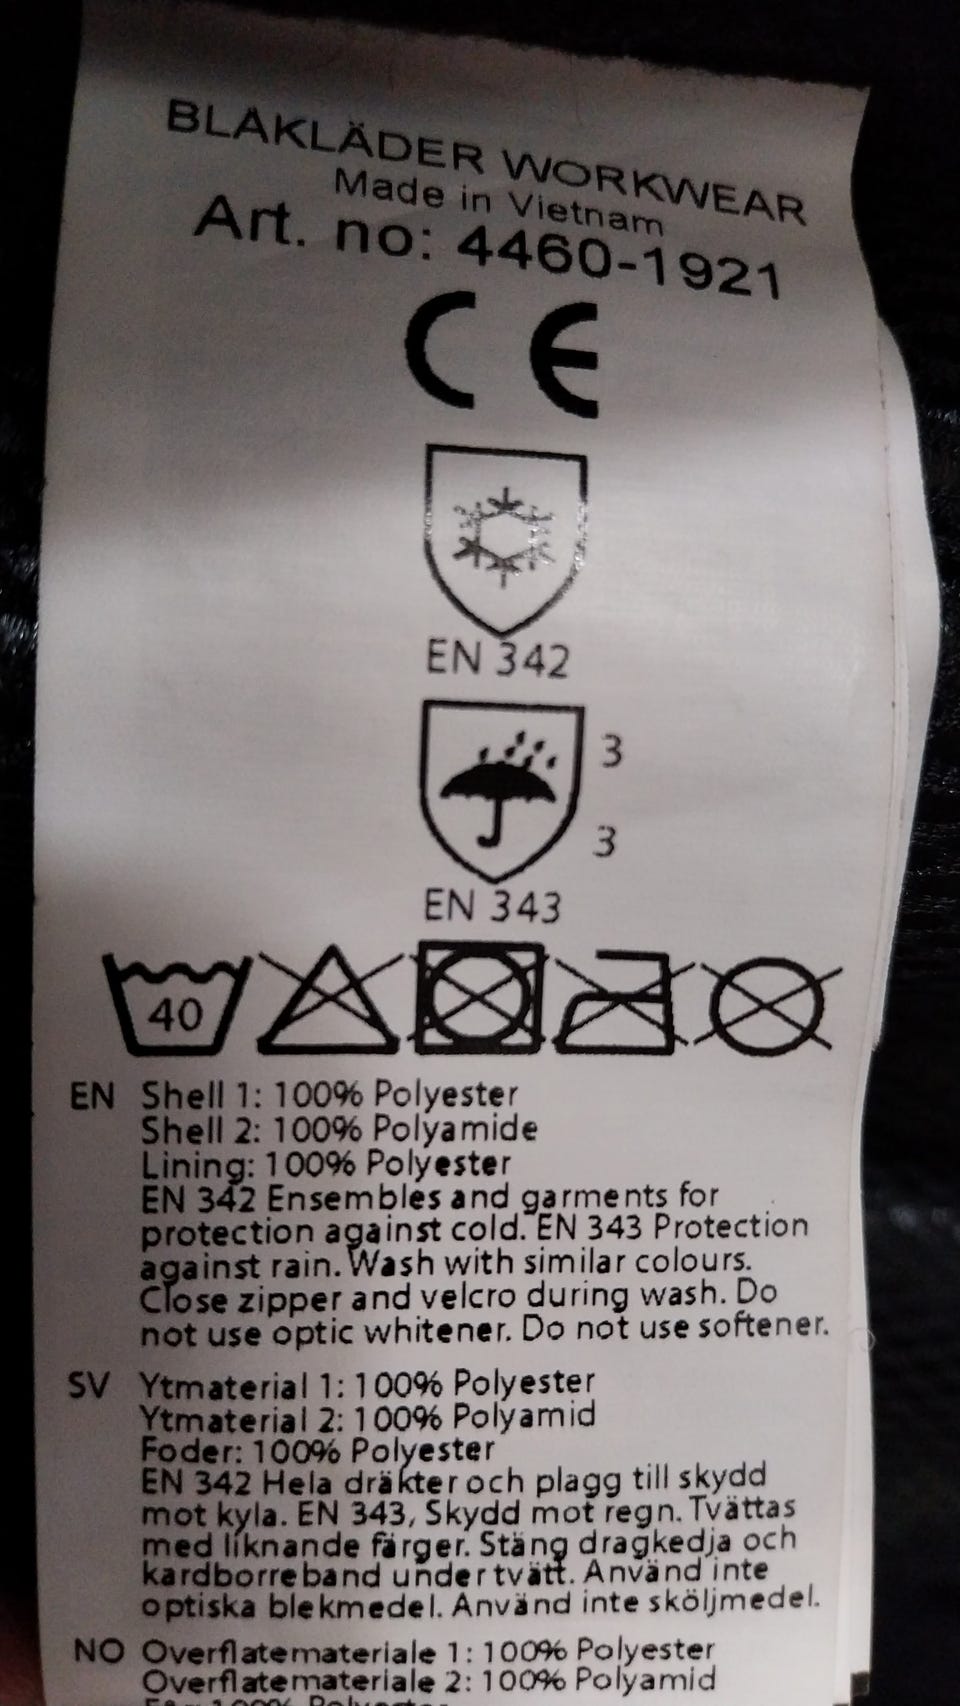 BLÅKLÄDER WORKWEAR
Made in Vietnam
Art. no: 4460-1921
CE
EN 342
3
3
EN 343
40
EN Shell 1: 100% Polyester
Shell 2: 100% Polyamide
Lining: 100% Polyester
EN 342 Ensembles and garments for
protection against cold. EN 343 Protection
against rain. Wash with similar colours.
Close zipper and velcro during wash. Do
not use optic whitener. Do not use softener.
SV Ytmaterial 1: 100% Polyester
Ytmaterial 2: 100% Polyamid
Foder: 100% Polyester
EN 342 Hela dräkter och plagg till skydd
mot kyla. EN 343, Skydd mot regn. Tvättas
med liknande färger. Stäng dragkedja och
kardborreband under tvätt. Använd inte
optiska blekmedel. Använd inte sköljmedel.
NO Overflatemateriale 1: 100% Polyester
Overflatemateriale 2: 100% Polyamid
100% Polyester